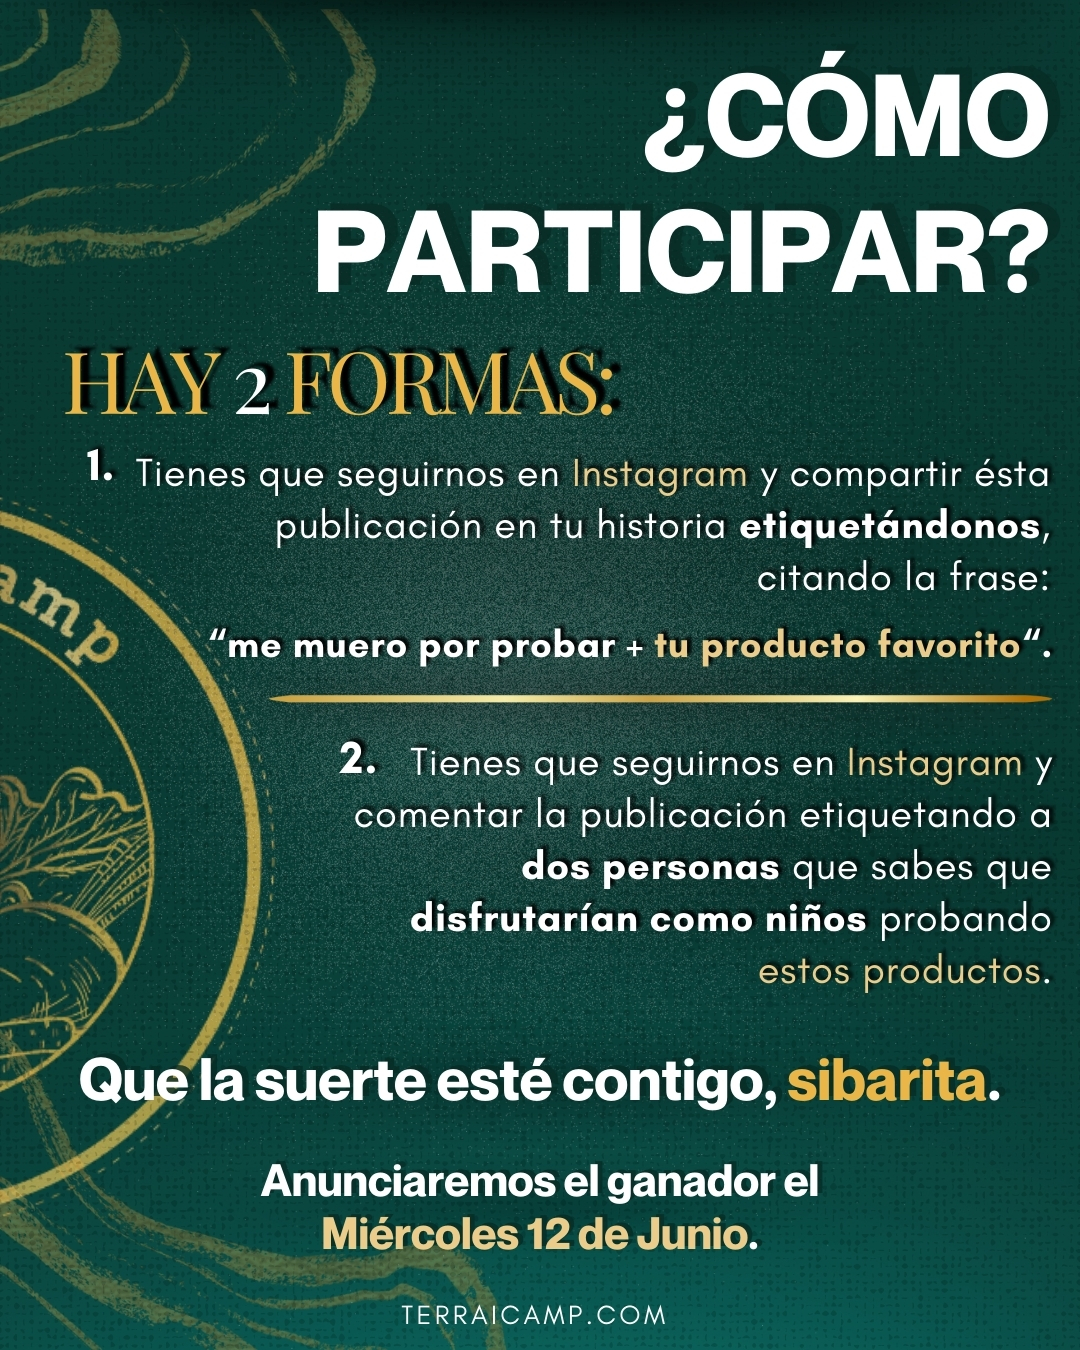 ¿CÓMO
PARTICIPAR?
HAY 2 FORMAS:
1. Tienes que seguirnos en Instagram y compartir ésta
publicación en tu historia etiquetándonos,
citando la frase:
amp
“me muero por probar + tu producto favorito“.
2. Tienes que seguirnos en Instagram y
comentar la publicación etiquetando a
dos personas que sabes que
disfrutarían como niños probando
estos productos.
Que la suerte esté contigo, sibarita.
Anunciaremos el ganador el
Miércoles 12 de Junio.
TERRAICAMP.COM